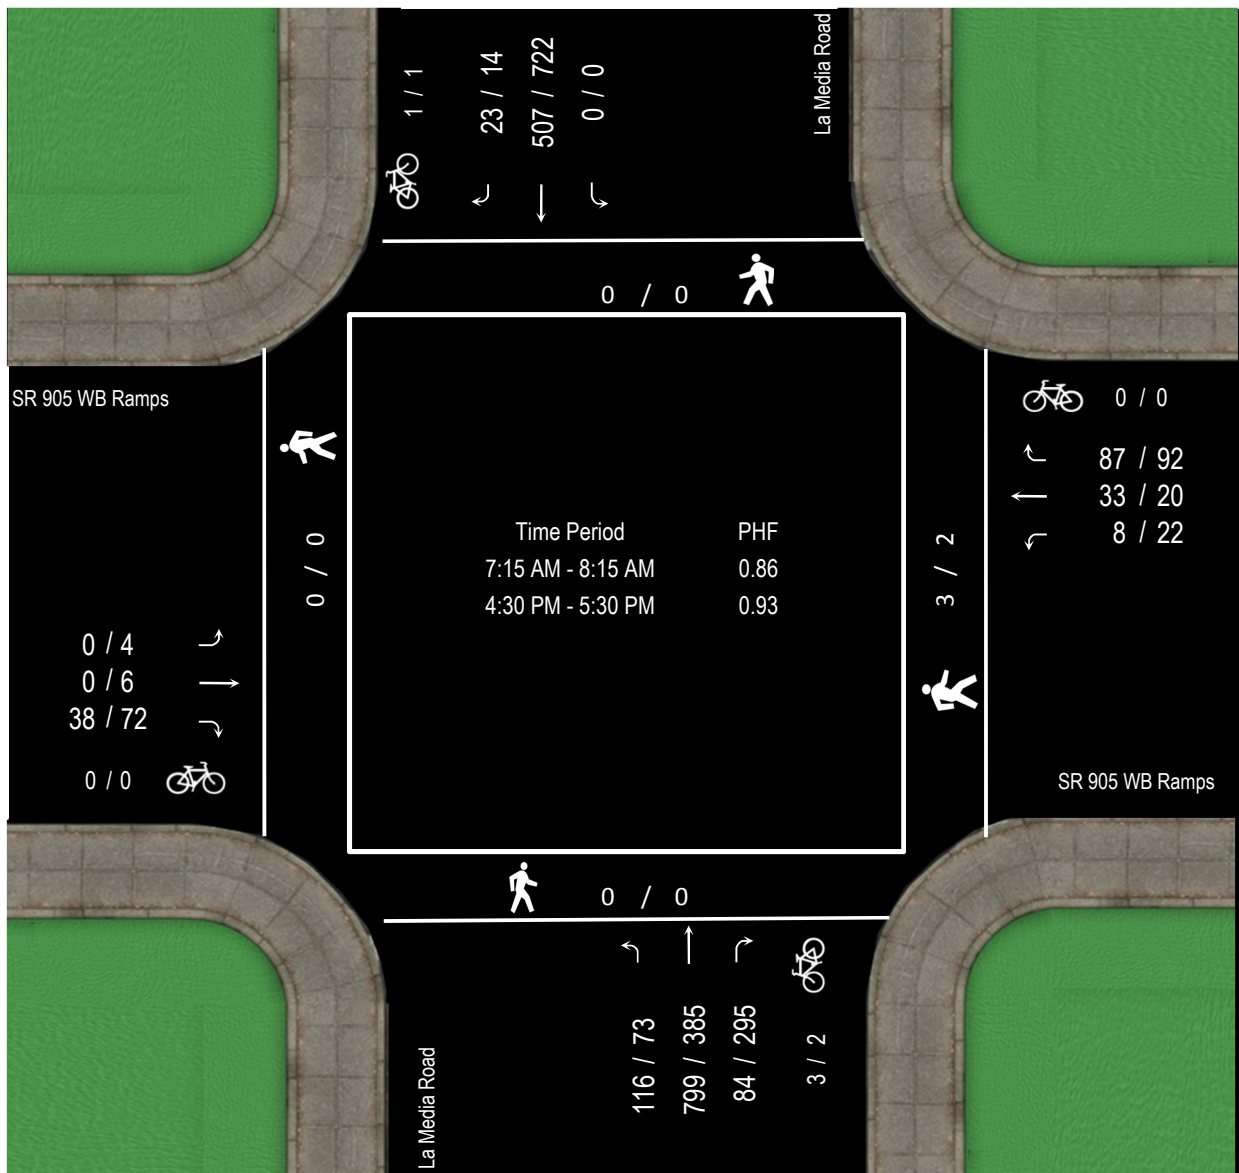 La Media Road
1 / 1
23 / 14
507 / 722
0 / 0
0 / 0
SR 905 WB Ramps
0 / 0
87 / 92
33 / 20
8 / 22
0 / 0
Time Period PHF
7:15 AM - 8:15 AM 0.86
4:30 PM - 5:30 PM 0.93
3 / 2
0 / 4
0 / 6
38 / 72
0 / 0
SR 905 WB Ramps
0 / 0
116 / 73
799 / 385
84 / 295
3 / 2
La Media Road